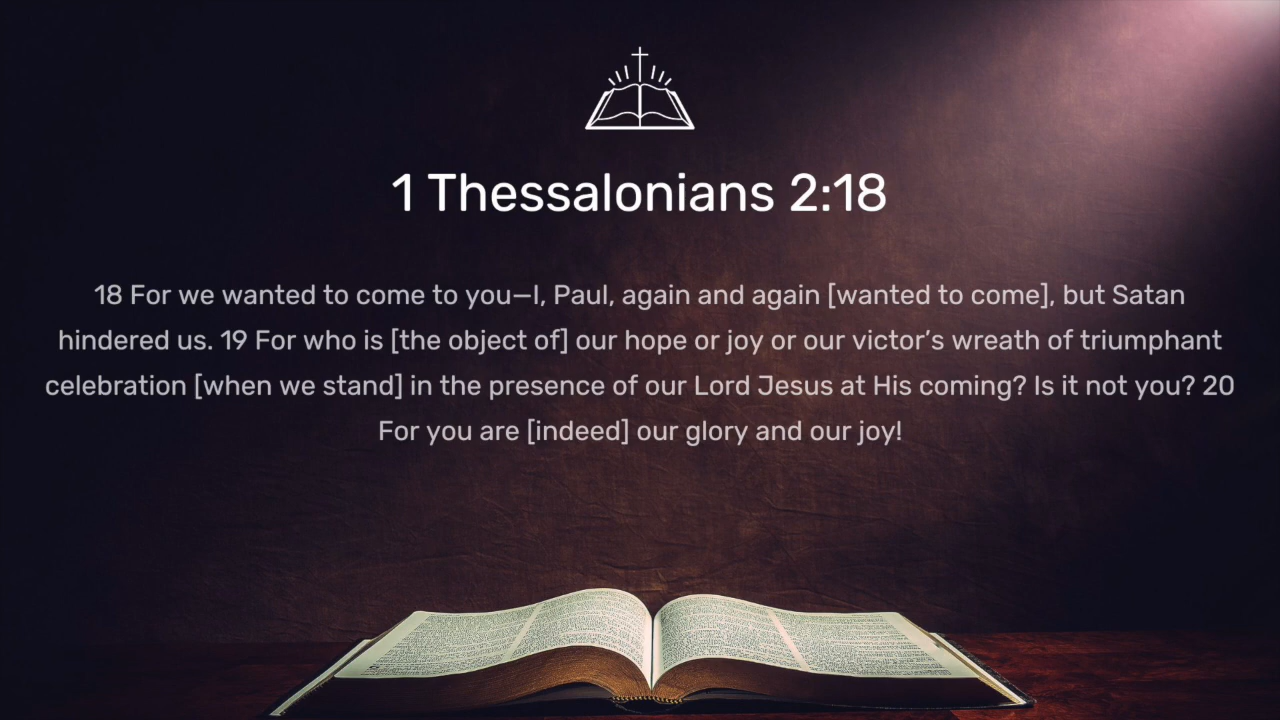 1 Thessalonians 2:18
18 For we wanted to come to you—I, Paul, again and again [wanted to come], but Satan
hindered us. 19 For who is [the object of] our hope or joy or our victor’s wreath of triumphant
celebration [when we stand] in the presence of our Lord Jesus at His coming? Is it not you? 20
For you are [indeed] our glory and our joy!